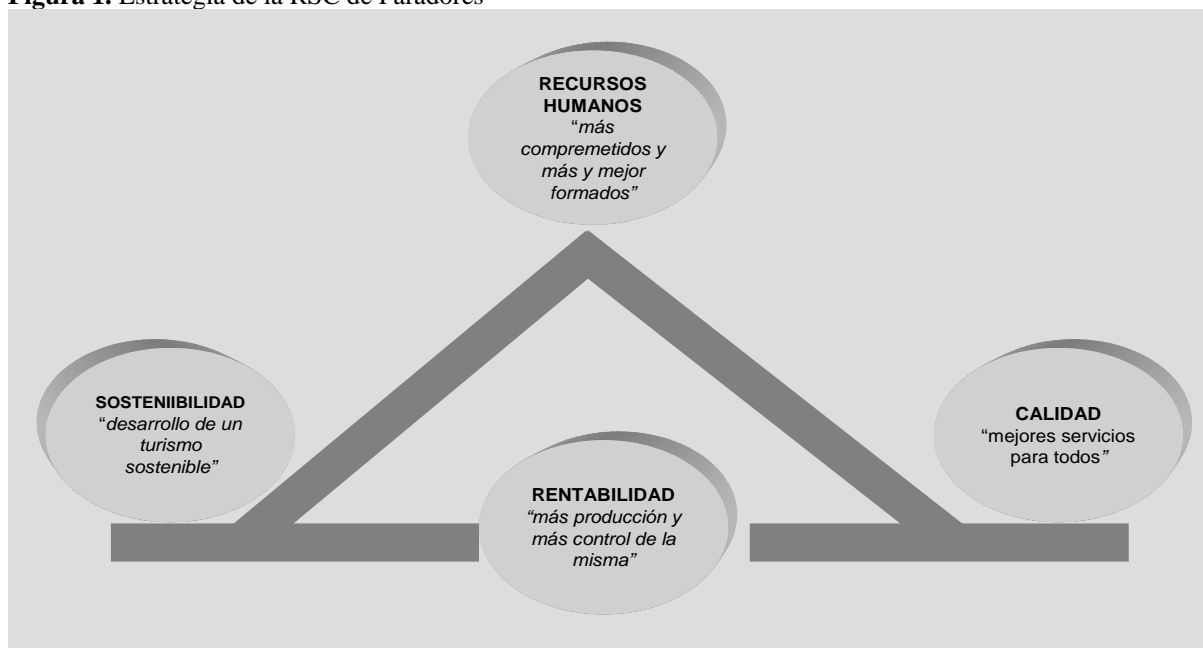 Figura 1. Estrategia de la RSC de Paradores
RECURSOS
HUMANOS
“más
compremetidos y
más y mejor
formados”
SOSTENIIBILIDAD
“desarrollo de un
turismo
sostenible”
RENTABILIDAD
“más producción y
más control de la
misma”
CALIDAD
“mejores servicios
para todos”